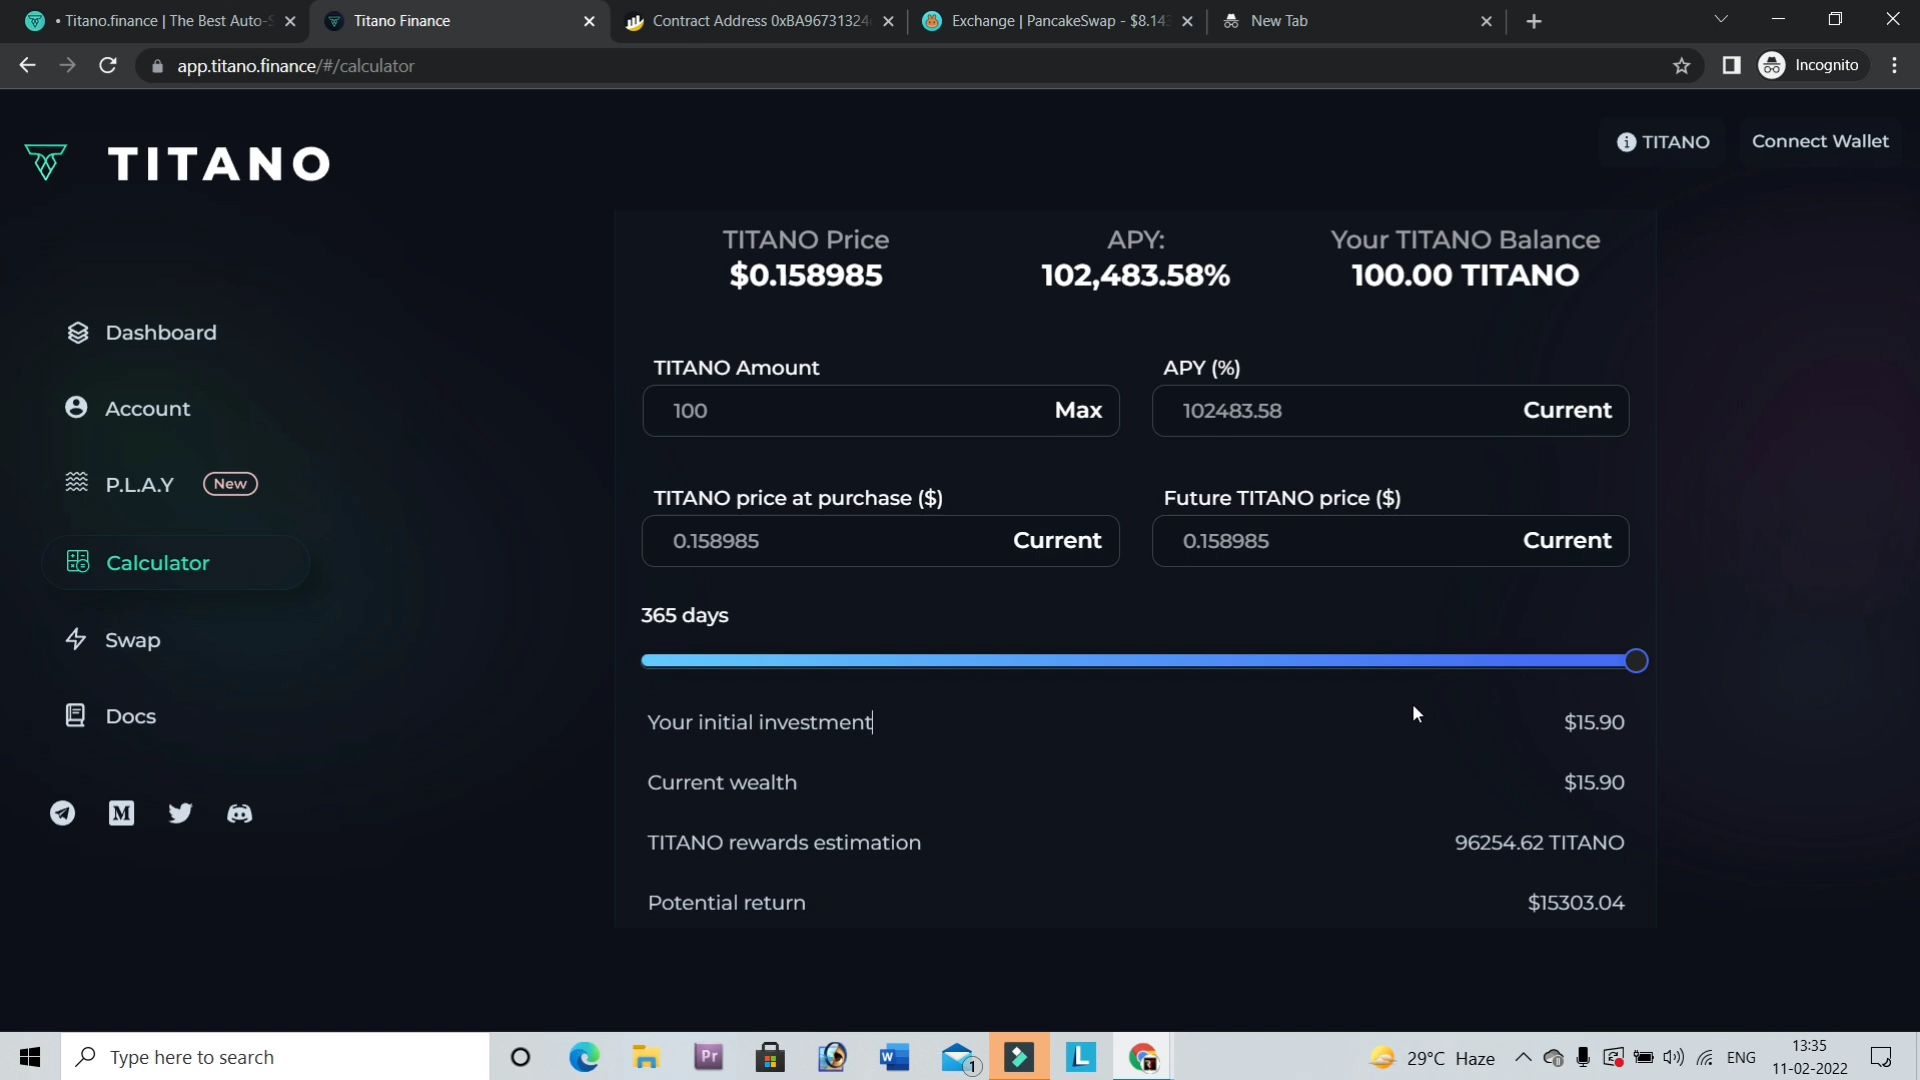 • Titano.finance | The Best Auto-S
Titano Finance
Contract Address 0xBA96731324
Exchange | PancakeSwap - $8.143
New Tab
app.titano.finance/#/calculator
Incognito
TITANO
TITANO
Connect Wallet
TITANO Price
APY:
Your TITANO Balance
$0.158985
102,483.58%
100.00 TITANO
Dashboard
Account
P.L.A.Y
New
Calculator
Swap
Docs
TITANO Amount
APY (%)
100
Max
102483.58
Current
TITANO price at purchase ($)
Future TITANO price ($)
0.158985
Current
0.158985
Current
365 days
Your initial investment
$15.90
Current wealth
$15.90
TITANO rewards estimation
96254.62 TITANO
Potential return
$15303.04
Type here to search
Pr
W
1
L
29°C Haze
ENG
13:35
11-02-2022